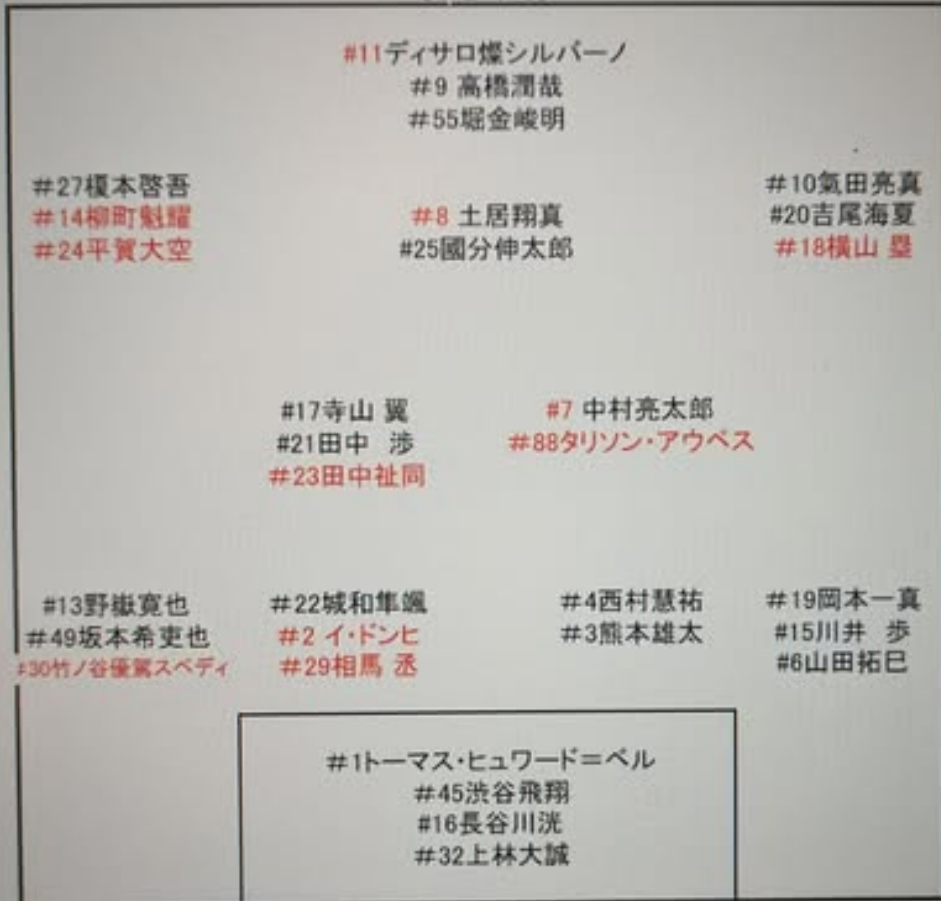 #11ディサロ燦シルバーノ
#9 高橋潤哉
#55堀金峻明
#27榎本啓吾
#14柳町魁耀
#24平賀大空
#8 土居翔真
#25國分伸太郎
#10氣田亮真
#20吉尾海夏
#18横山 塁
#17寺山 翼
#21田中 渉
#23田中祉同
#7 中村亮太郎
#88タリソン・アウベス
#13野嶽寛也
#49坂本希吏也
#30竹ノ谷優駕スベディ
#22城和隼颯
#2 イ・ドンヒ
#29相馬 丞
#4西村慧祐
#3熊本雄太
#19岡本一真
#15川井 歩
#6山田拓巳
#1トーマス・ヒュワード=ベル
#45渋谷飛翔
#16長谷川洸
#32上林大誠